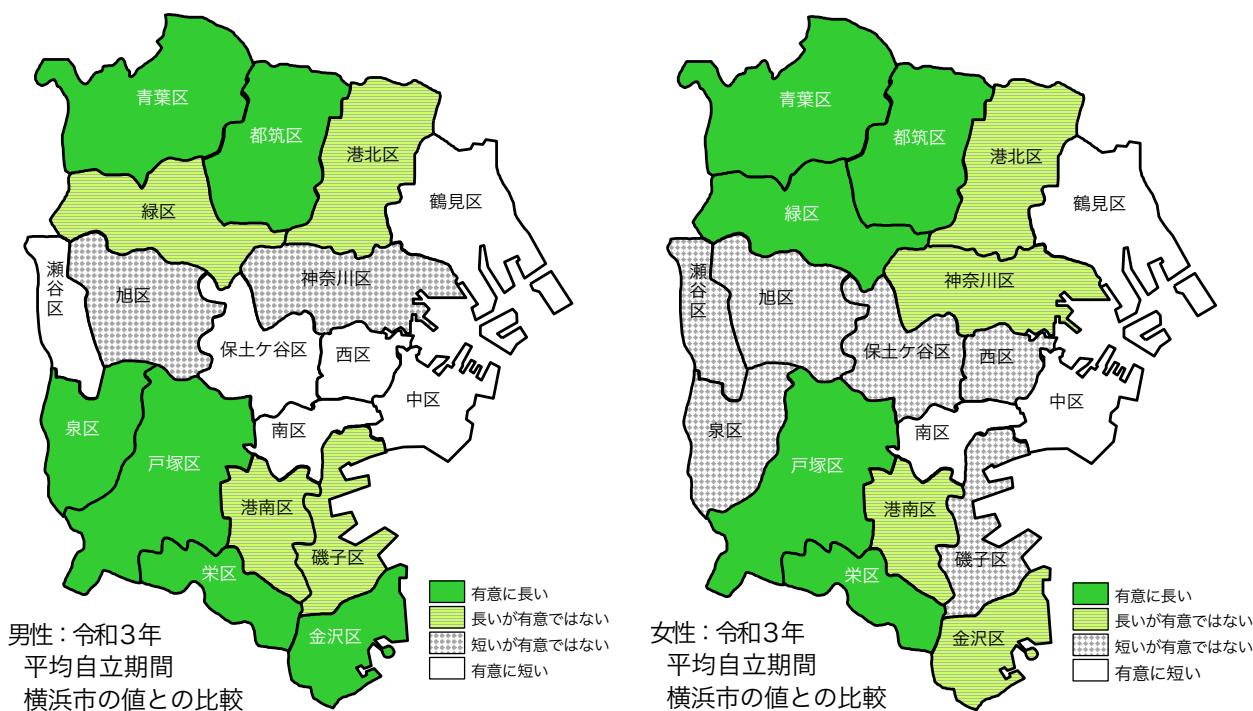 青葉区
都筑区
港北区
鶴見区
緑区
瀬谷区
旭区
神奈川区
保土ケ谷区
西区
中区
泉区
南区
戸塚区
港南区
磯子区
栄区
金沢区
有意に長い
長いが有意ではない
短いが有意ではない
有意に短い
男性：令和３年
平均自立期間
横浜市の値との比較
青葉区
都筑区
港北区
鶴見区
緑区
瀬谷区
旭区
神奈川区
保土ケ谷区
西区
中区
泉区
南区
戸塚区
港南区
磯子区
栄区
金沢区
有意に長い
長いが有意ではない
短いが有意ではない
有意に短い
女性：令和３年
平均自立期間
横浜市の値との比較